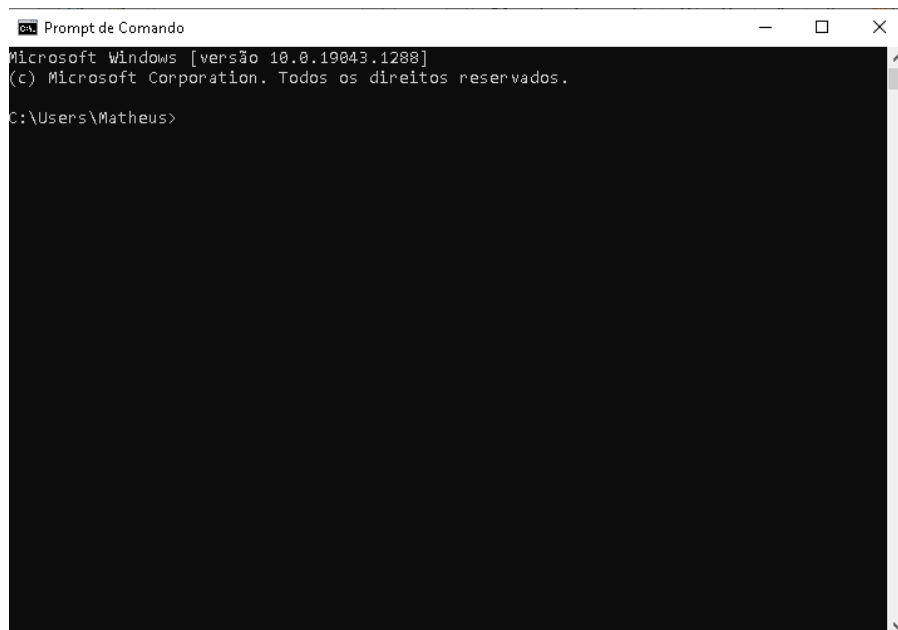 Prompt de Comando
Microsoft Windows [versão 10.0.19043.1288]
(c) Microsoft Corporation. Todos os direitos reservados.
C:\Users\Matheus>